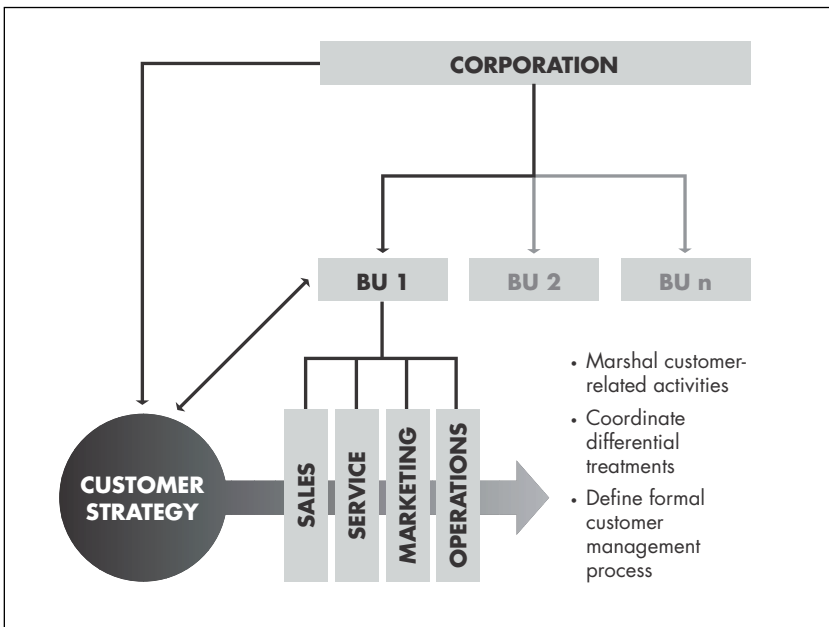 CORPORATION
BU 1
BU 2
BU n
CUSTOMER
STRATEGY
SALES
SERVICE
MARKETING
OPERATIONS
• Marshal customer-
related activities
• Coordinate
differential
treatments
• Define formal
customer
management
process